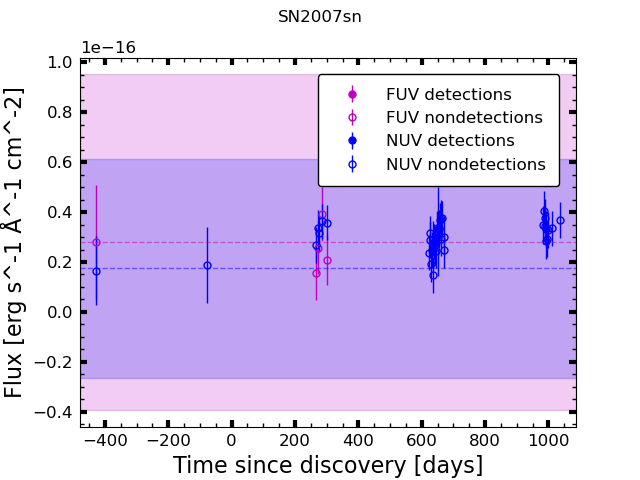 SN2007sn
1e−16
1.0
0.8
0.6
0.4
0.2
0.0
−0.2
−0.4
Flux [erg s^-1 Å^-1 cm^-2]
FUV detections
FUV nondetections
NUV detections
NUV nondetections
−400 −200 0 200 400 600 800 1000
Time since discovery [days]